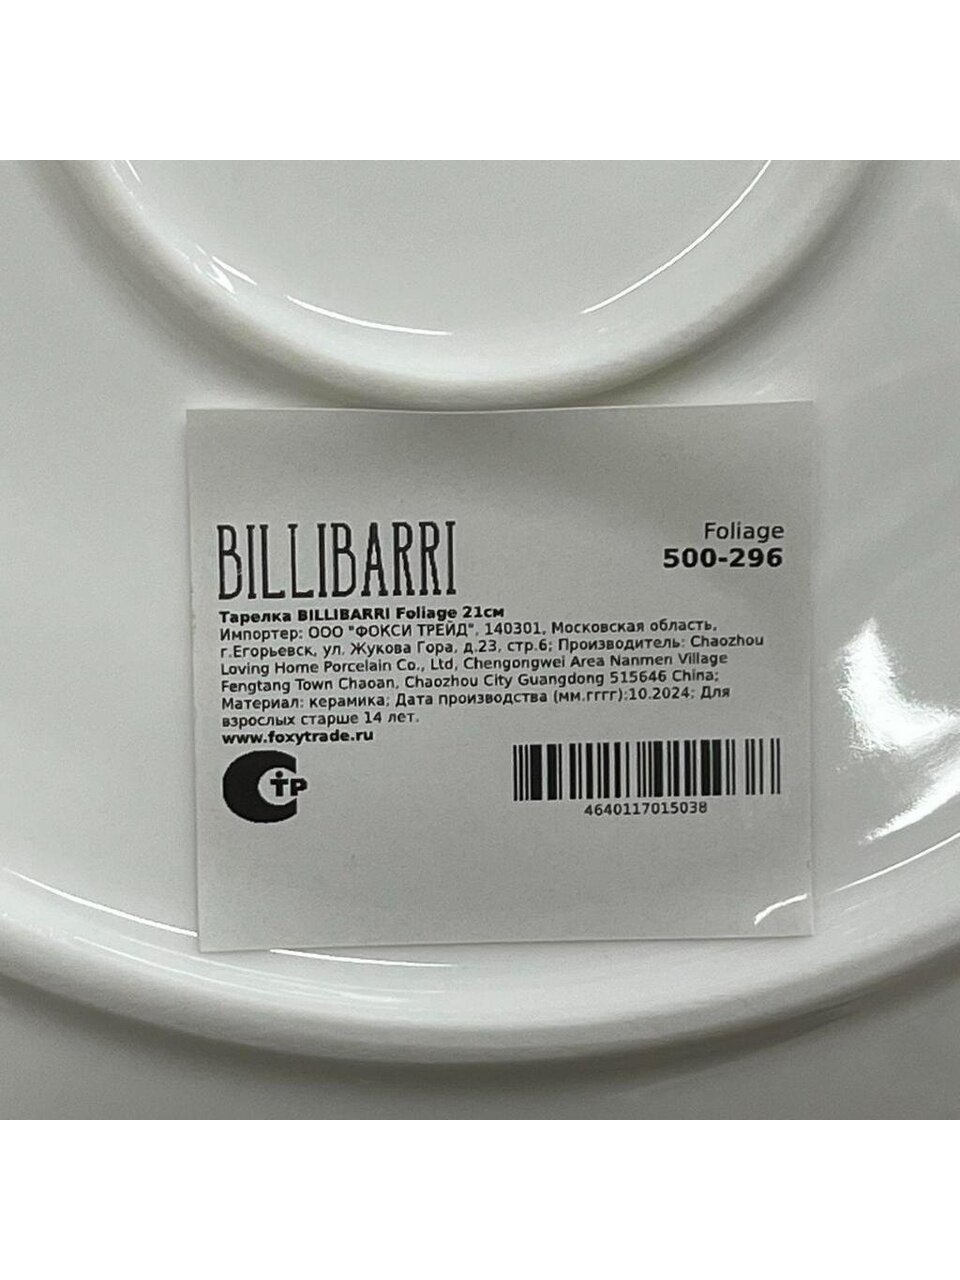 BILLIBARRI
Foliage
500-296
Тарелка BILLIBARRI Foliage 21см
Импортер: ООО "ФОКСИ ТРЕЙД", 140301, Московская область,
г.Егорьевск, ул. Жукова Гора, д.23, стр.6; Производитель: Chaozhou
Loving Home Porcelain Co., Ltd, Chengongwei Area Nanmen Village
Fengtang Town Chaoan, Chaozhou City Guangdong 515646 China;
Материал: керамика; Дата производства (мм.гггг):10.2024; Для
взрослых старше 14 лет.
www.foxytrade.ru
СТР
4640117015038